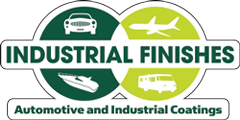 INDUSTRIAL FINISHES
Automotive and Industrial Coatings